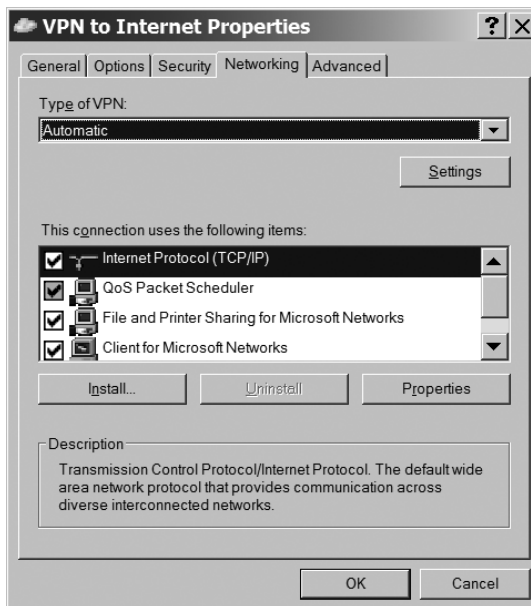 VPN to Internet Properties
General Options Security Networking Advanced
Type of VPN:
Automatic
Settings
This connection uses the following items:
Internet Protocol (TCP/IP)
QoS Packet Scheduler
File and Printer Sharing for Microsoft Networks
Client for Microsoft Networks
Install... Uninstall Properties
Description
Transmission Control Protocol/Internet Protocol. The default wide
area network protocol that provides communication across
diverse interconnected networks.
OK Cancel